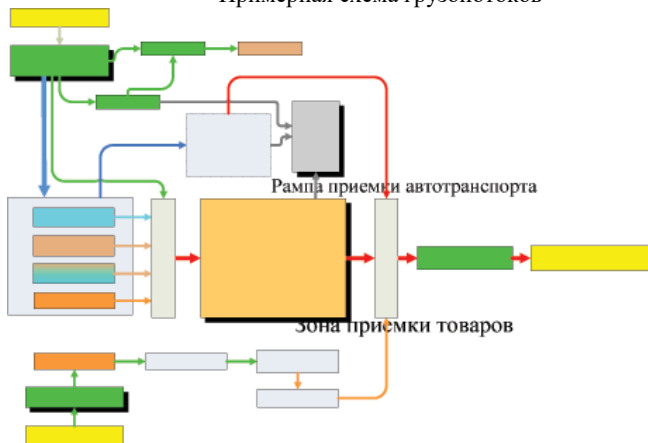 Примерная схема грузопотоков
Рампа приемки автотранспорта
Зона приемки товаров